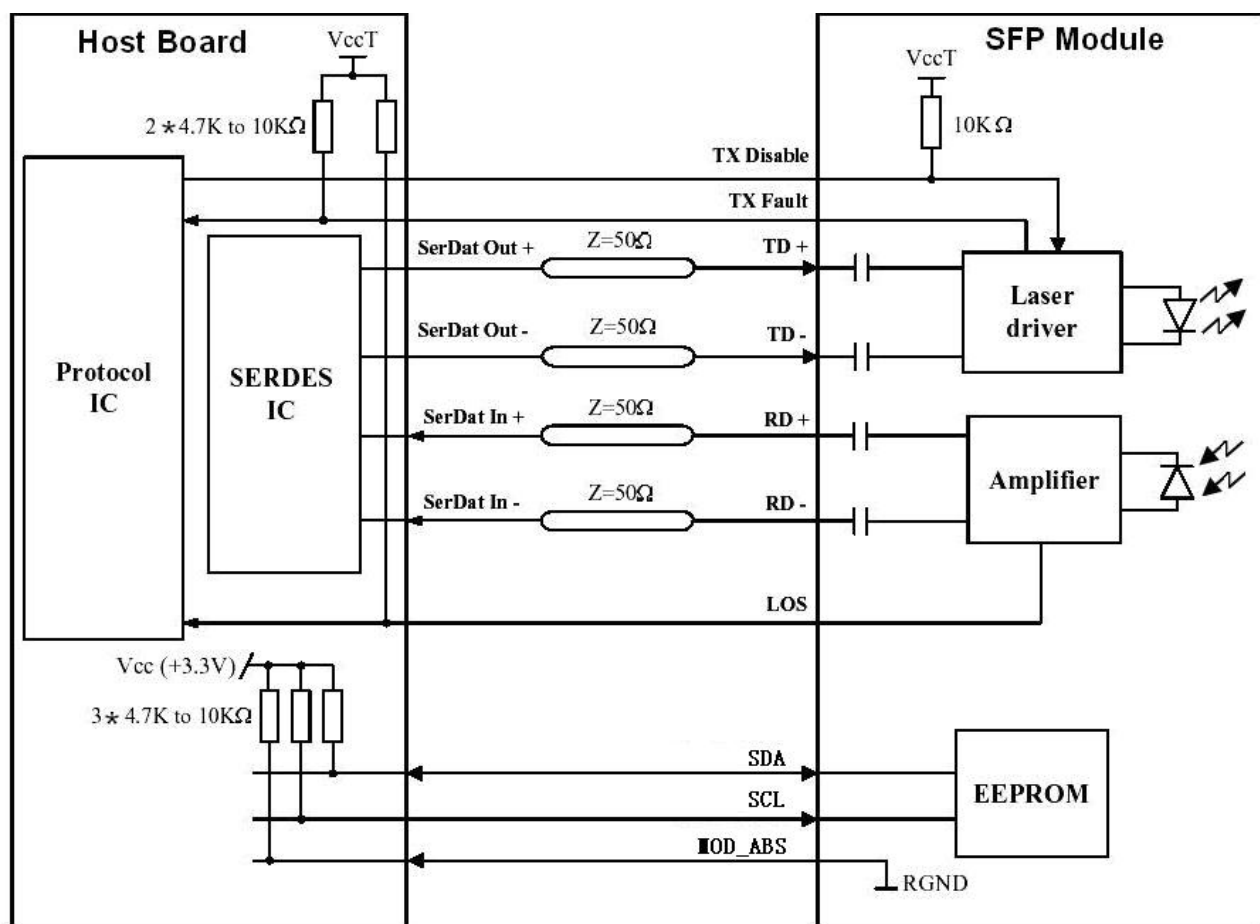 Host Board
SFP Module
VccT
VccT
2*4.7K to 10KΩ
10KΩ
TX Disable
TX Fault
SerDat Out +
Z=50Ω
TD +
Laser
driver
SerDat Out -
Z=50Ω
TD -
Protocol
IC
SERDES
IC
SerDat In +
Z=50Ω
RD +
Amplifier
SerDat In -
Z=50Ω
RD -
LOS
Vcc (+3.3V)
3*4.7K to 10KΩ
SDA
EEPROM
SCL
MOD_ABS
RGND